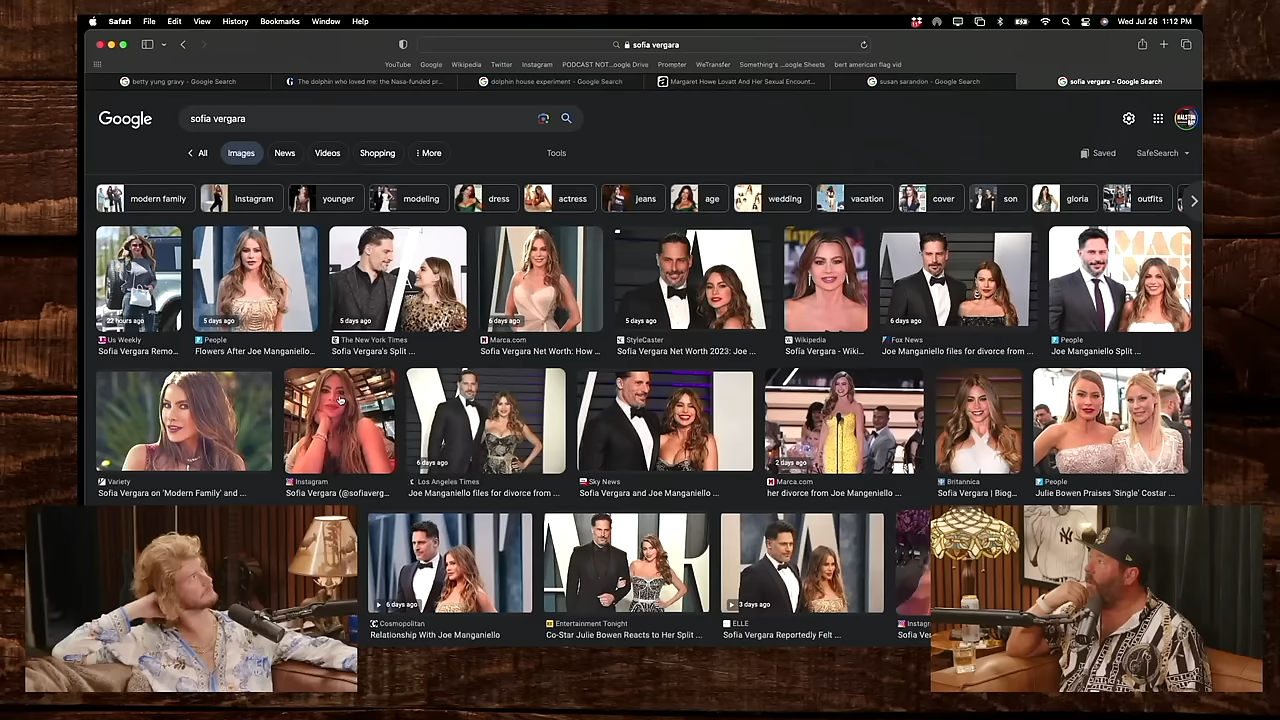 Safari File Edit View History Bookmarks Window Help
Wed Jul 26 1:12 PM
sofia vergara
YouTube Google Wikipedia Twitter Instagram PODCAST NOT...ogle Drive Prompter WeTransfer Something's...ogle Sheets bert american flag vid
betty yung gravy - Google Search
The dolphin who loved me: the Nasa-funded pr...
dolphin house experiment - Google Search
Margaret Howe Lovatt And Her Sexual Encount...
susan sarandon - Google Search
sofia vergara - Google Search
Google
sofia vergara
All Images News Videos Shopping More Tools
Saved SafeSearch
modern family Instagram younger modeling dress actress jeans age wedding vacation cover son gloria outfits
22 hours ago
5 days ago
5 days ago
6 days ago
5 days ago
6 days ago
Us Weekly
Sofia Vergara Remo...
People
Flowers After Joe Manganiello...
The New York Times
Sofia Vergara's Split ...
Marca.com
Sofia Vergara Net Worth: How ...
StyleCaster
Sofia Vergara Net Worth 2023: Joe ...
Wikipedia
Sofía Vergara - Wiki...
Fox News
Joe Manganiello files for divorce from ...
People
Joe Manganiello Split ...
6 days ago
2 days ago
Variety
Sofia Vergara on 'Modern Family' and ...
Instagram
Sofia Vergara (@sofiaverg...
Los Angeles Times
Joe Manganiello files for divorce from ...
Sky News
Sofia Vergara and Joe Manganiello ...
Marca.com
her divorce from Joe Mangeniello ...
Britannica
Sofia Vergara | Biog...
People
Julie Bowen Praises 'Single' Costar ...
6 days ago
3 days ago
Cosmopolitan
Relationship With Joe Manganiello
Entertainment Tonight
Co-Star Julie Bowen Reacts to Her Split ...
ELLE
Sofia Vergara Reportedly Felt ...